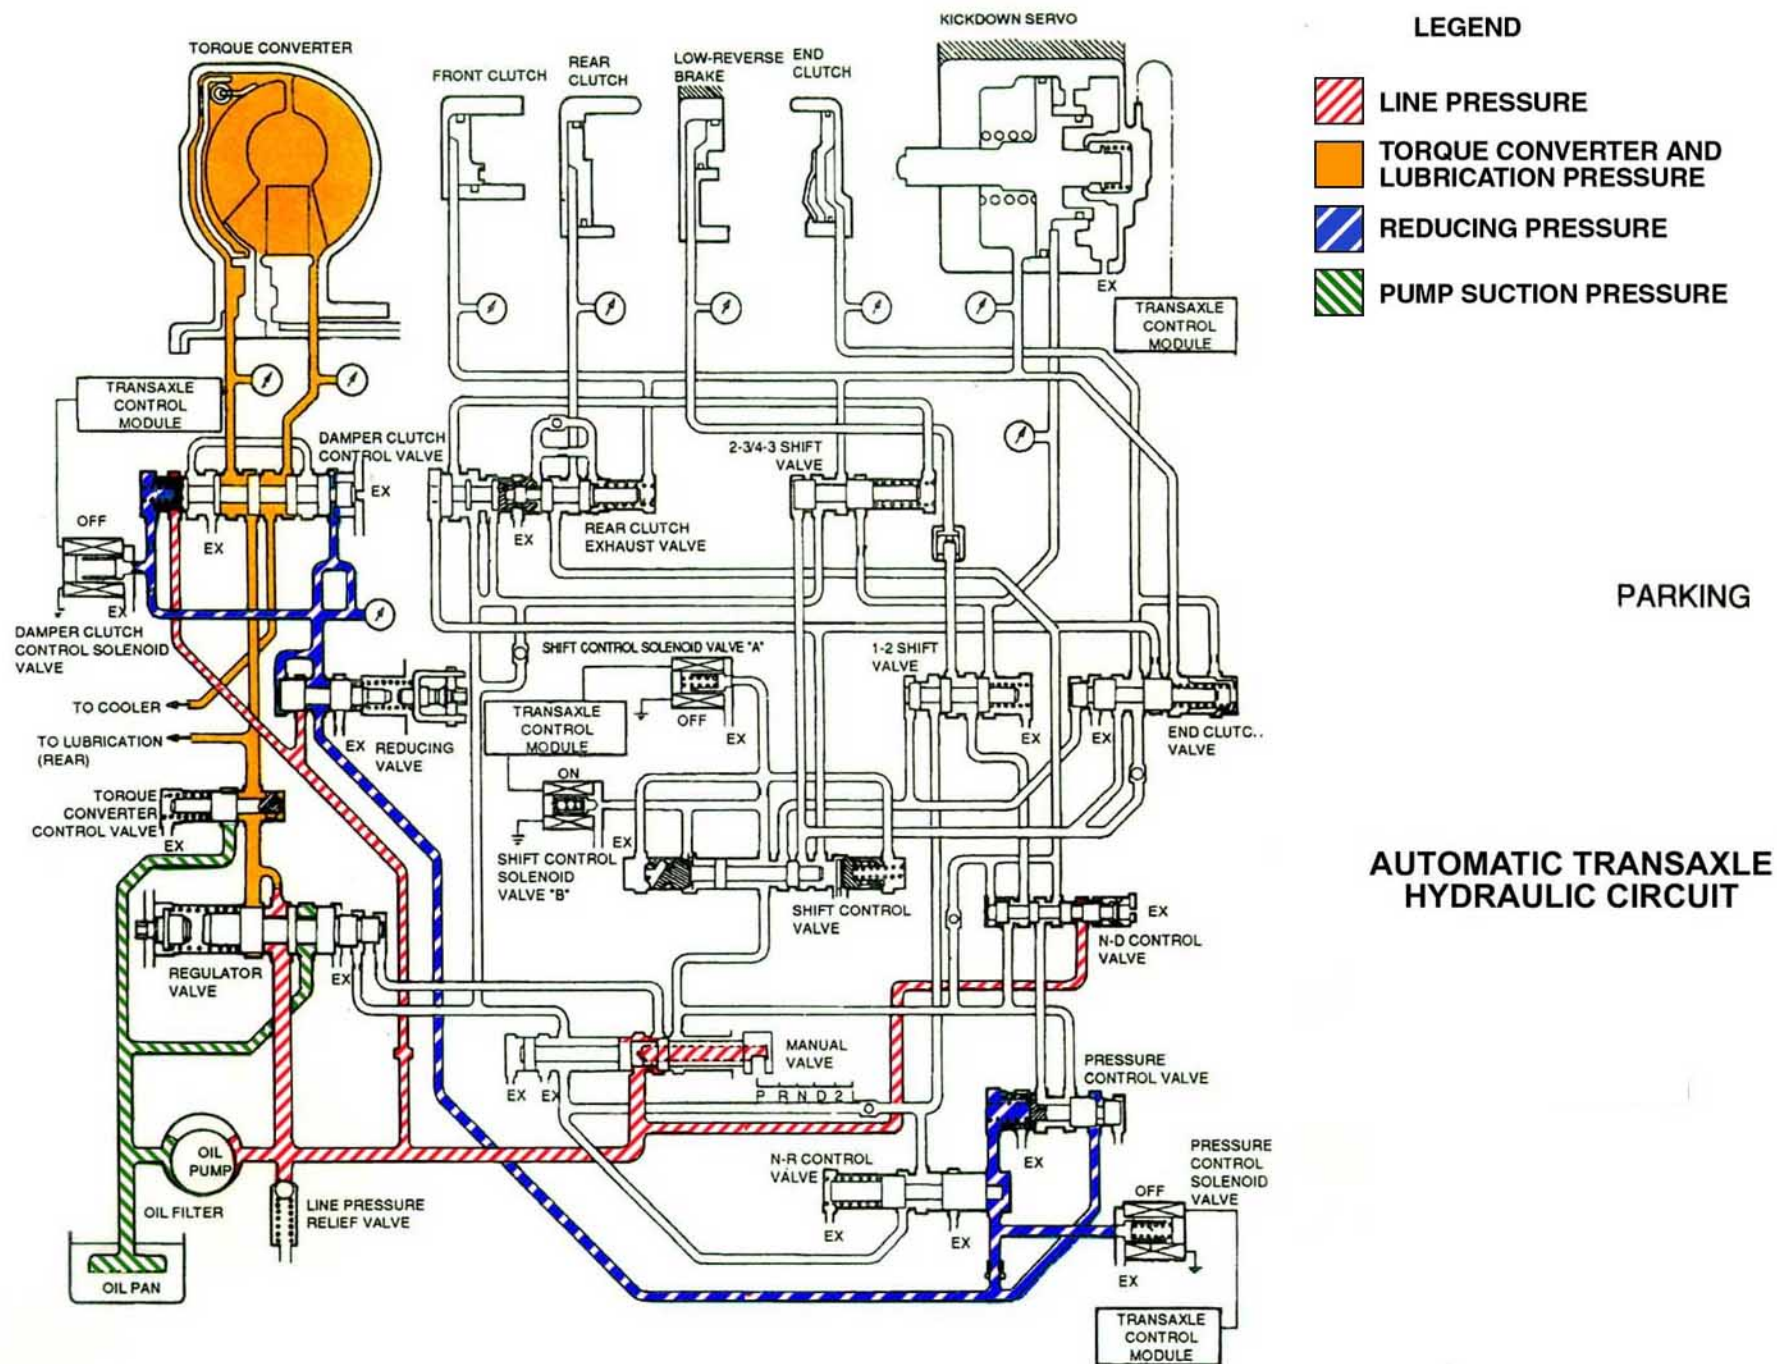 KICKDOWN SERVO
LEGEND
TORQUE CONVERTER
FRONT CLUTCH
REAR
CLUTCH
LOW-REVERSE
BRAKE
END
CLUTCH
LINE PRESSURE
TORQUE CONVERTER AND
LUBRICATION PRESSURE
REDUCING PRESSURE
PUMP SUCTION PRESSURE
EX
TRANSAXLE
CONTROL
MODULE
TRANSAXLE
CONTROL
MODULE
DAMPER CLUTCH
CONTROL VALVE
2-3/4-3 SHIFT
VALVE
EX
OFF
EX
EX
REAR CLUTCH
EXHAUST VALVE
EX
PARKING
DAMPER CLUTCH
CONTROL SOLENOID
VALVE
SHIFT CONTROL SOLENOID VALVE "A"
1-2 SHIFT
VALVE
TO COOLER
TRANSAXLE
CONTROL
MODULE
OFF
EX
TO LUBRICATION
(REAR)
EX
REDUCING
VALVE
EX
EX
END CLUTC
VALVE
ON
TORQUE
CONVERTER
CONTROL VALVE
EX
EX
SHIFT CONTROL
SOLENOID
VALVE "B"
AUTOMATIC TRANSAXLE
HYDRAULIC CIRCUIT
SHIFT CONTROL
VALVE
EX
N-D CONTROL
VALVE
REGULATOR
VALVE
EX
MANUAL
VALVE
PRESSURE
CONTROL VALVE
EX
EX
P R N D 2 L
OIL
PUMP
N-R CONTROL
VALVE
EX
PRESSURE
CONTROL
SOLENOID
VALVE
OFF
OIL FILTER
LINE PRESSURE
RELIEF VALVE
EX
EX
EX
OIL PAN
TRANSAXLE
CONTROL
MODULE